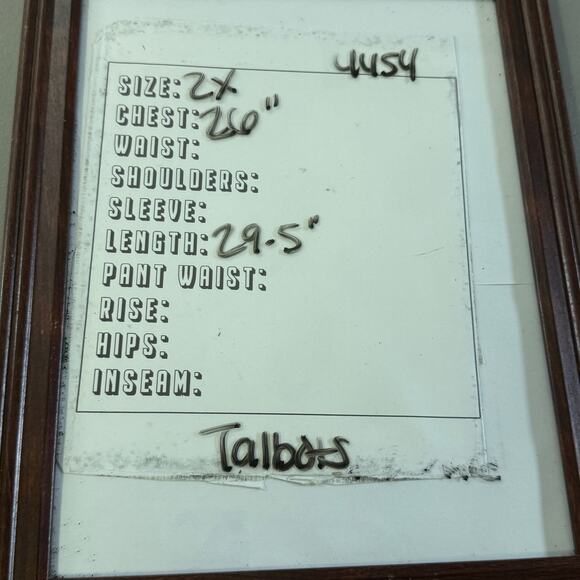 4454
SIZE: 2X
CHEST: 26"
WAIST:
SHOULDERS:
SLEEVE:
LENGTH: 29.5"
PANT WAIST:
RISE:
HIPS:
INSEAM:
Talbots